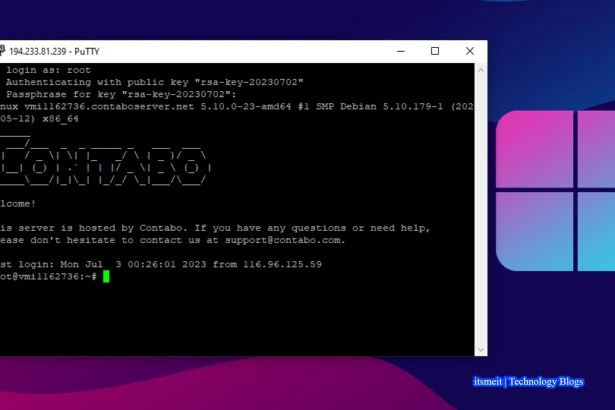 194.233.81.239 - PuTTY
login as: root
Authenticating with public key "rsa-key-20230702"
Passphrase for key "rsa-key-20230702":
nux vmi1162736.contaboserver.net 5.10.0-23-amd64 #1 SMP Debian 5.10.179-1 (202
05-12) x86_64
CONTABO
lcome!
is server is hosted by Contabo. If you have any questions or need help,
ease don't hesitate to contact us at support@contabo.com.
st login: Mon Jul  3 00:26:01 2023 from 116.96.125.59
ot@vmi1162736:~#
itsmeit | Technology Blogs